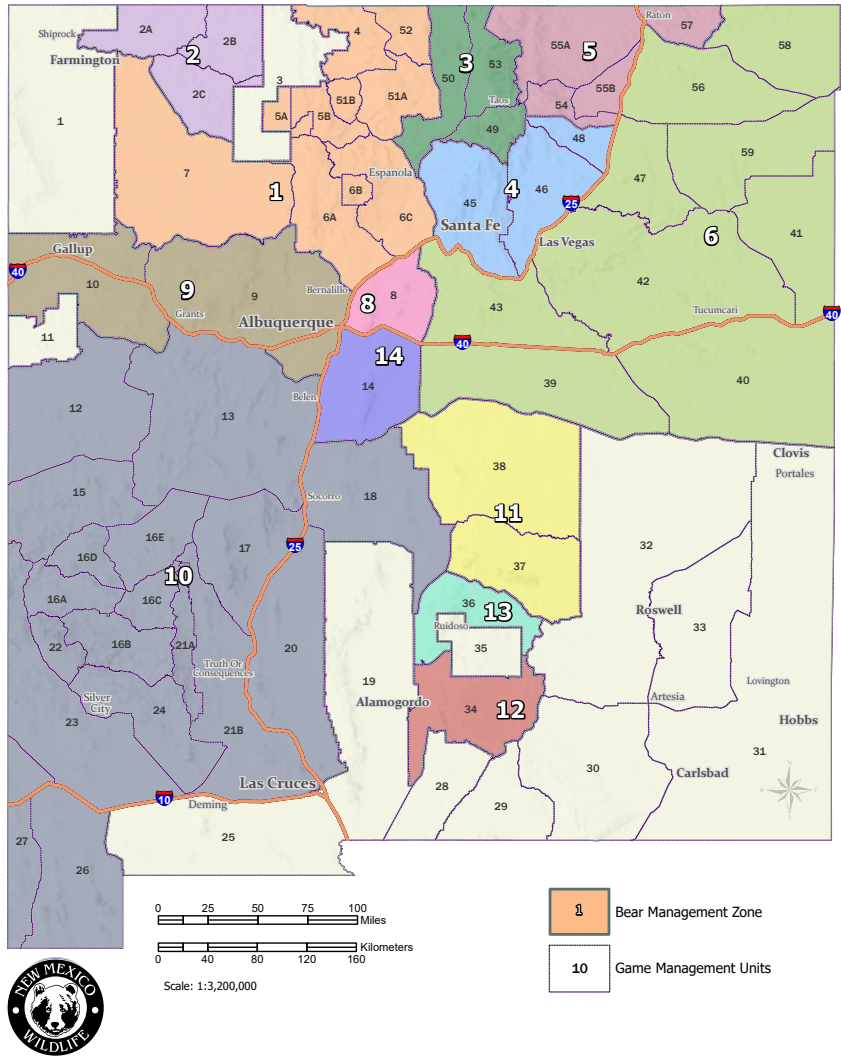 2A
52
4
Raton
57
Shiprock
2B
58
55A
5
2
Farmington
3
53
50
3
56
55B
2C
51B
51A
Taos
54
5A
5B
1
49
48
59
7
Espanola
47
1
6B
4
46
45
25
6A
6C
Santa Fe
41
6
Las Vegas
Gallup
40
42
10
9
9
Bernalillo
8
8
43
Tucumcari
40
Grants
Albuquerque
11
40
14
14
39
40
Belen
12
13
Clovis
38
Portales
15
Socorro
18
11
16E
25
32
17
16D
37
10
16A
16C
36
13
Roswell
Ruidoso
33
22
16B
21A
20
35
Truth Or
Consequences
19
Lovington
Silver
City
Alamogordo
Artesia
24
34
12
23
21B
Hobbs
31
30
Carlsbad
Las Cruces
28
10
Deming
29
25
27
26
0 25 50 75 100
Miles
Kilometers
0 40 80 120 160
Scale: 1:3,200,000
1
Bear Management Zone
10
Game Management Units
NEW MEXICO
WILDLIFE